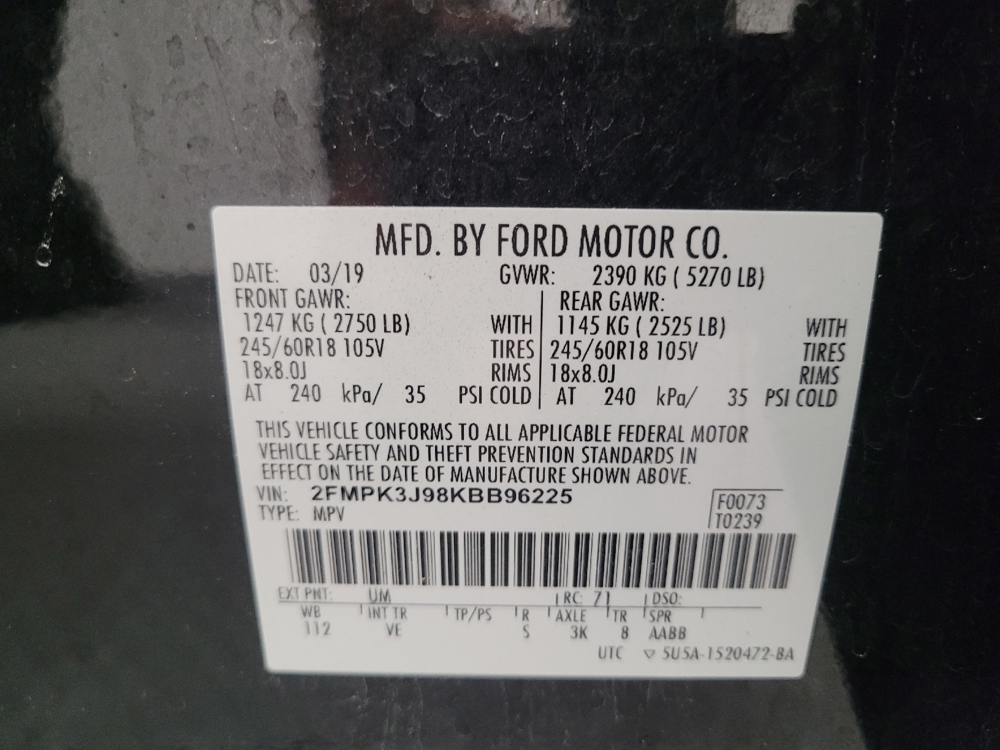 MFD. BY FORD MOTOR CO.
DATE: 03/19 GVWR: 2390 KG ( 5270 LB)
FRONT GAWR: REAR GAWR:
1247 KG ( 2750 LB) WITH 1145 KG ( 2525 LB) WITH
245/60R18 105V TIRES 245/60R18 105V TIRES
18x8.0J RIMS 18x8.0J RIMS
AT 240 kPa/ 35 PSI COLD AT 240 kPa/ 35 PSI COLD
THIS VEHICLE CONFORMS TO ALL APPLICABLE FEDERAL MOTOR
VEHICLE SAFETY AND THEFT PREVENTION STANDARDS IN
EFFECT ON THE DATE OF MANUFACTURE SHOWN ABOVE.
VIN: 2FMPK3J98KBB96225 F0073
TYPE: MPV T0239
EXT PNT: UM RC: 71 DSO:
WB INT TR TP/PS R AXLE TR SPR
112 VE S 3K 8 AABB
UTC ▽ 5U5A-1520472-BA